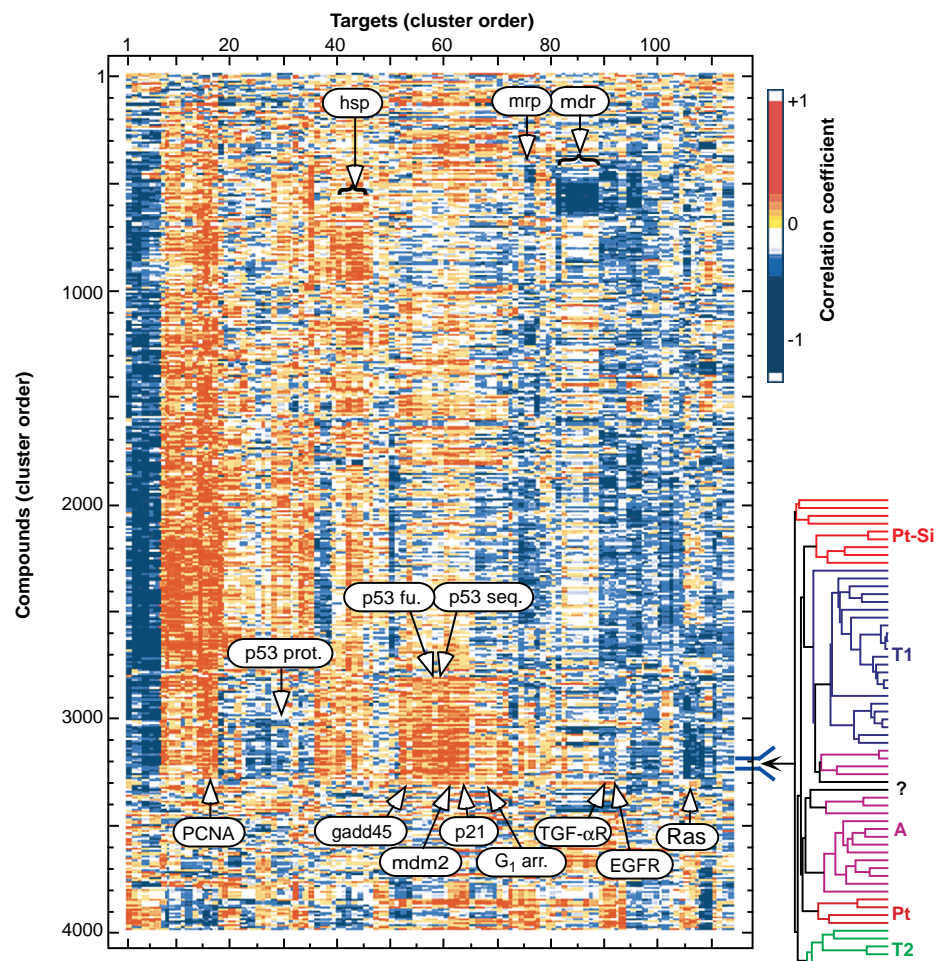 Targets (cluster order)
1 20 40 60 80 100
Compounds (cluster order)
1
1000
2000
3000
4000
hsp
mrp
mdr
p53 fu.
p53 seq.
p53 prot.
PCNA
gadd45
mdm2
p21
G1 arr.
TGF-αR
EGFR
Ras
+1
0
-1
Correlation coefficient
Pt-Si
T1
?
A
Pt
T2